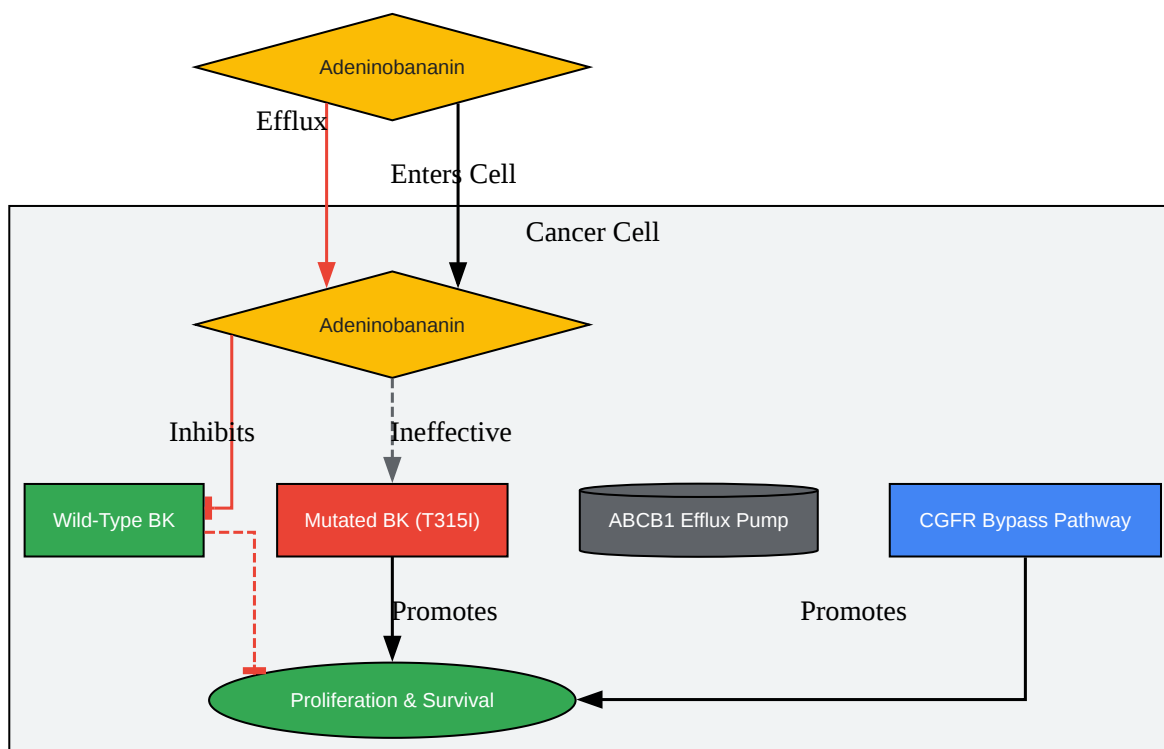 Adeninobananin
Efflux
Enters Cell
Cancer Cell
Adeninobananin
Inhibits
Ineffective
Wild-Type BK
Mutated BK (T315I)
ABCB1 Efflux Pump
CGFR Bypass Pathway
Promotes
Promotes
Proliferation & Survival